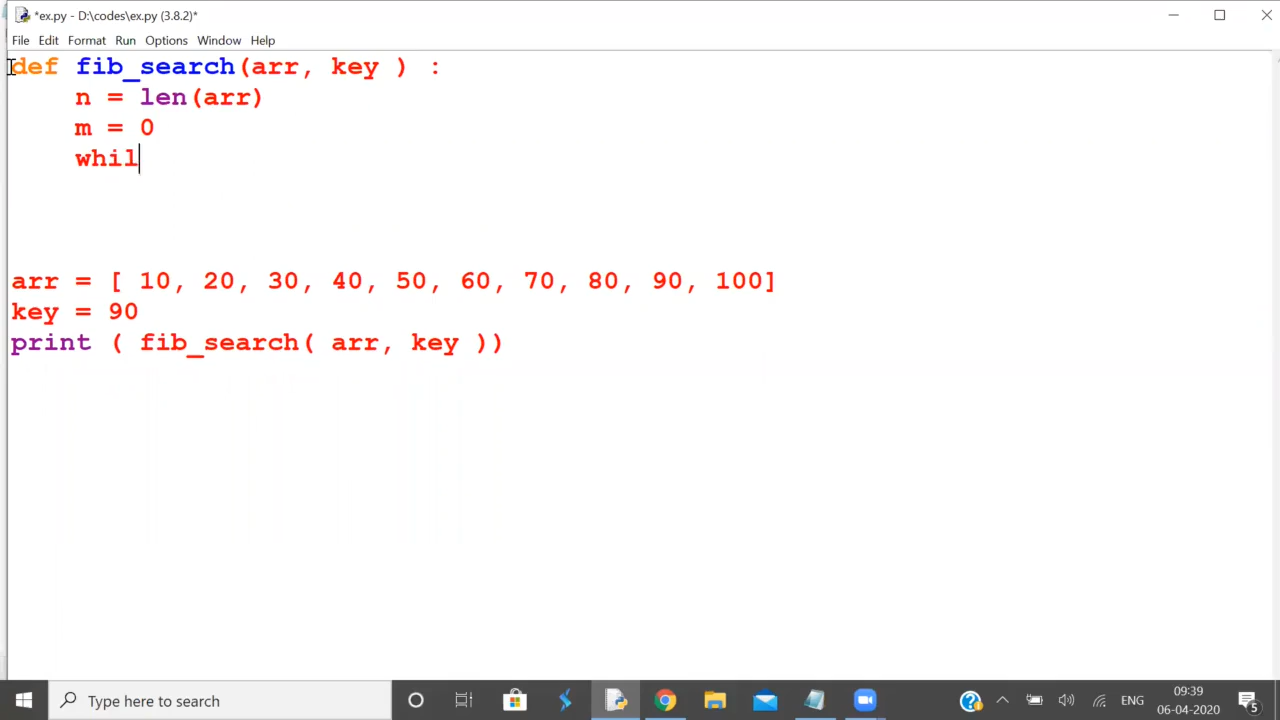 *ex.py - D:\codes\ex.py (3.8.2)*
File Edit Format Run Options Window Help
def fib_search(arr, key ) :
n = len(arr)
m = 0
whil
arr = [ 10, 20, 30, 40, 50, 60, 70, 80, 90, 100]
key = 90
print ( fib_search( arr, key ))
Type here to search
ENG
09:39
06-04-2020
5